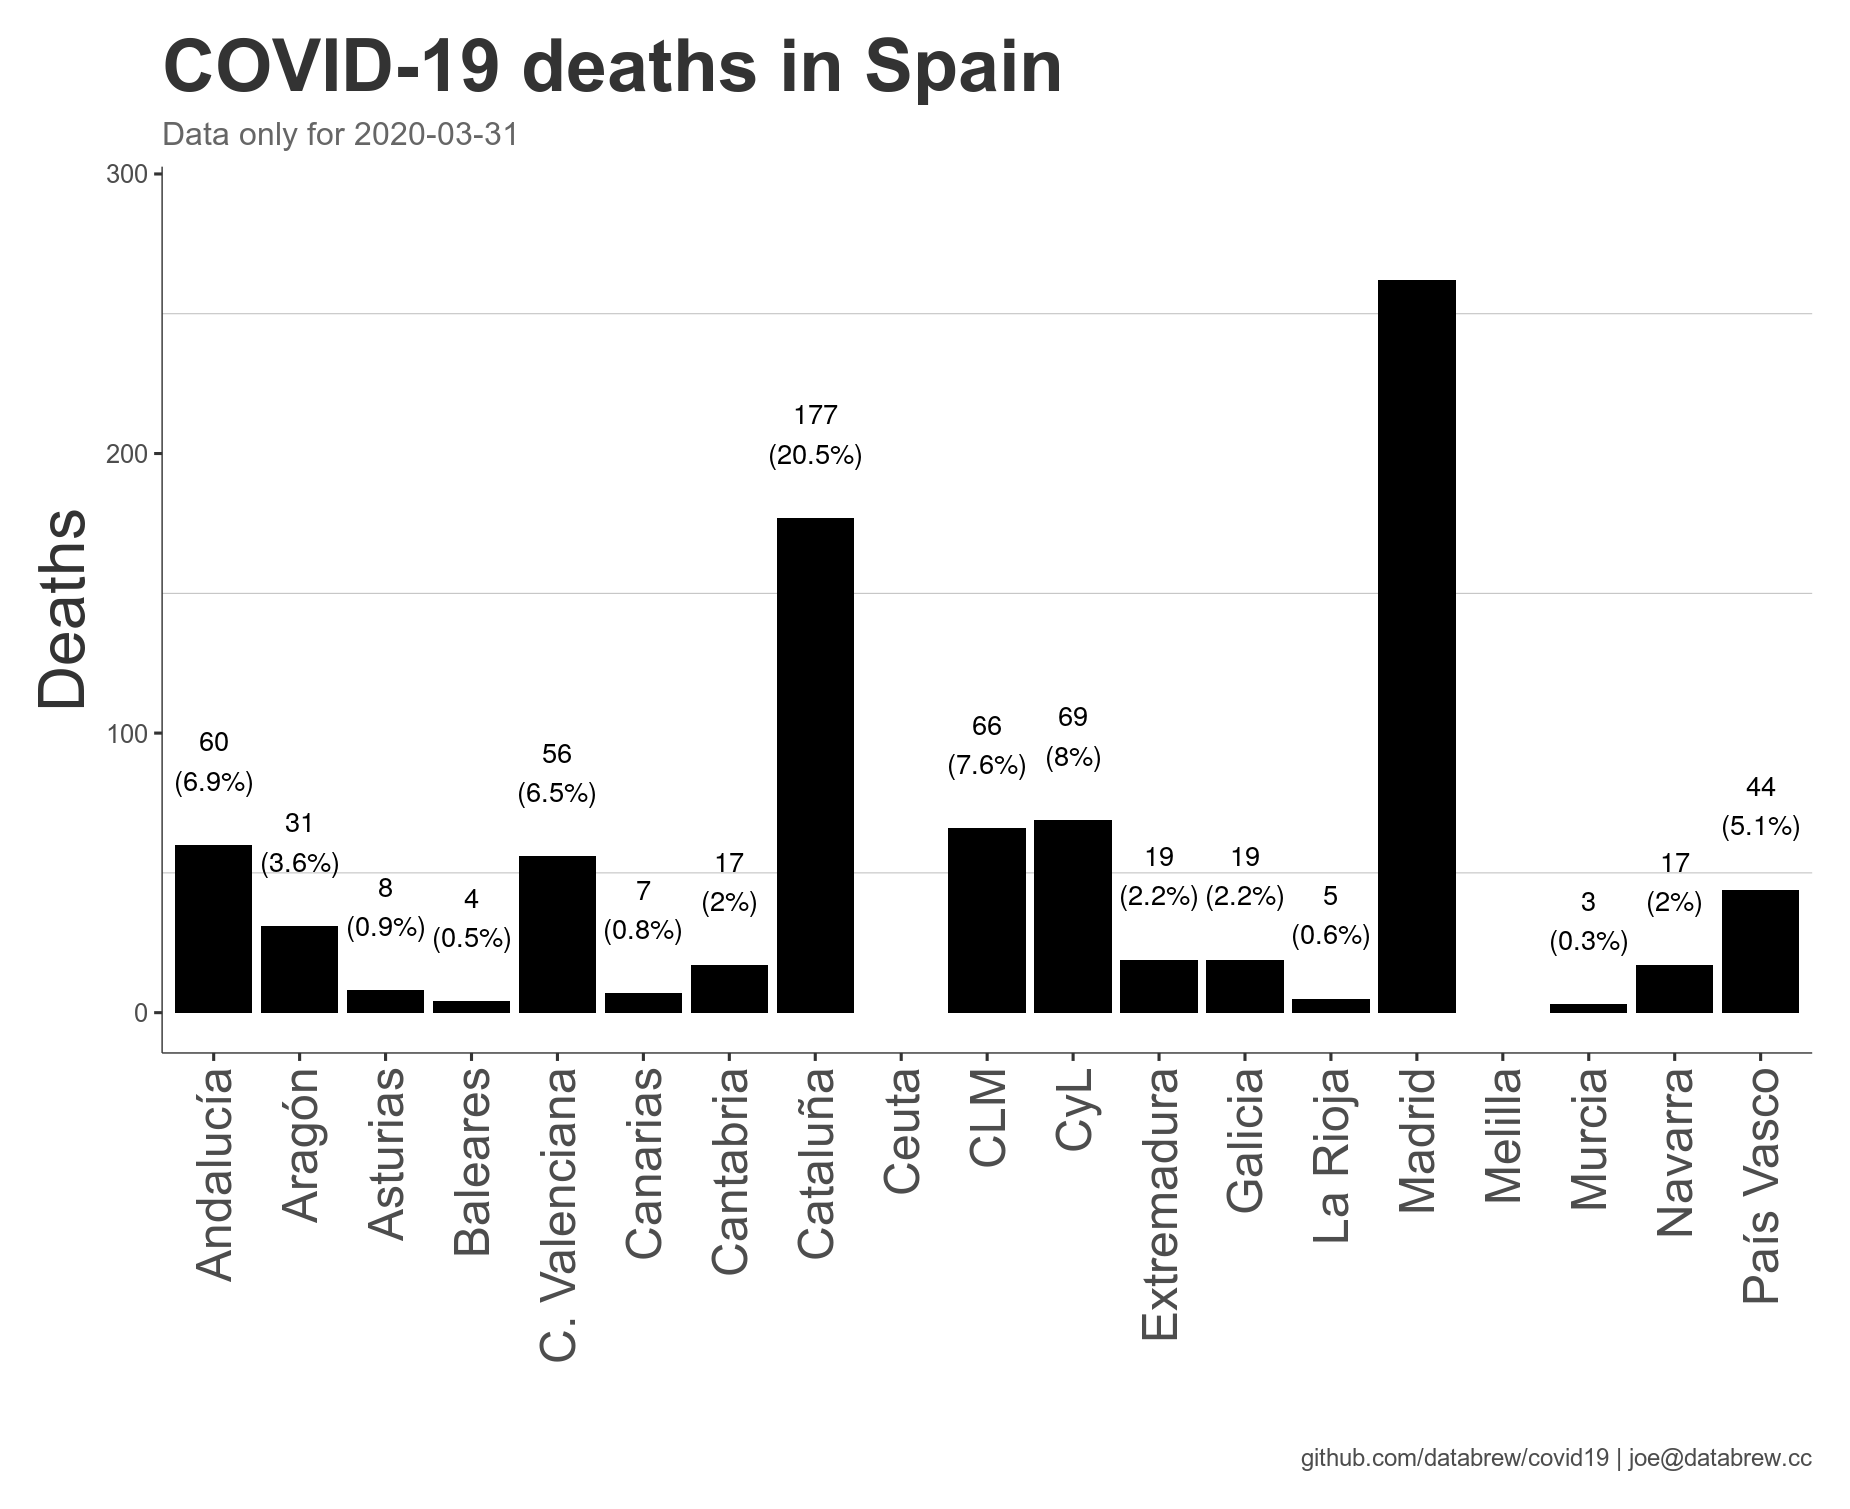 COVID-19 deaths in Spain
Data only for 2020-03-31
Deaths
300
200
100
0
60
(6.9%)
31
(3.6%)
8
(0.9%)
4
(0.5%)
56
(6.5%)
7
(0.8%)
17
(2%)
177
(20.5%)
66
(7.6%)
69
(8%)
19
(2.2%)
19
(2.2%)
5
(0.6%)
3
(0.3%)
17
(2%)
44
(5.1%)
Andalucía
Aragón
Asturias
Baleares
C. Valenciana
Canarias
Cantabria
Cataluña
Ceuta
CLM
CyL
Extremadura
Galicia
La Rioja
Madrid
Melilla
Murcia
Navarra
País Vasco
github.com/databrew/covid19 | joe@databrew.cc